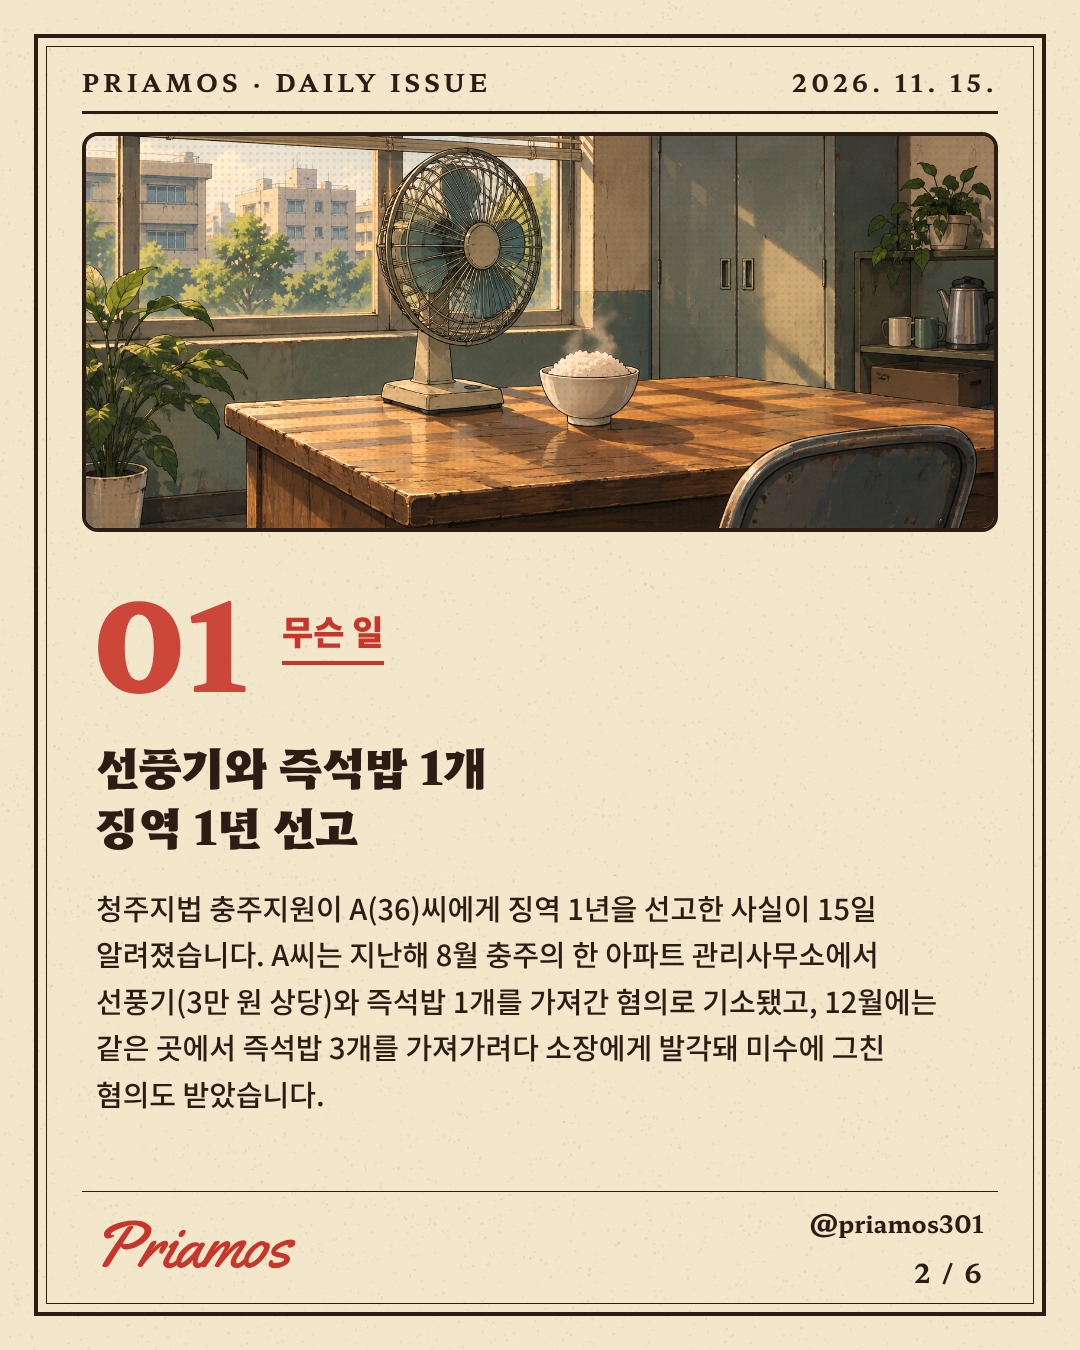 PRIAMOS · DAILY ISSUE
2026. 11. 15.
01
무슨 일
선풍기와 즉석밥 1개
징역 1년 선고
청주지법 충주지원이 A(36)씨에게 징역 1년을 선고한 사실이 15일
알려졌습니다. A씨는 지난해 8월 충주의 한 아파트 관리사무소에서
선풍기(3만 원 상당)와 즉석밥 1개를 가져간 혐의로 기소됐고, 12월에는
같은 곳에서 즉석밥 3개를 가져가려다 소장에게 발각돼 미수에 그친
혐의도 받았습니다.
Priamos
@priamos301
2 / 6